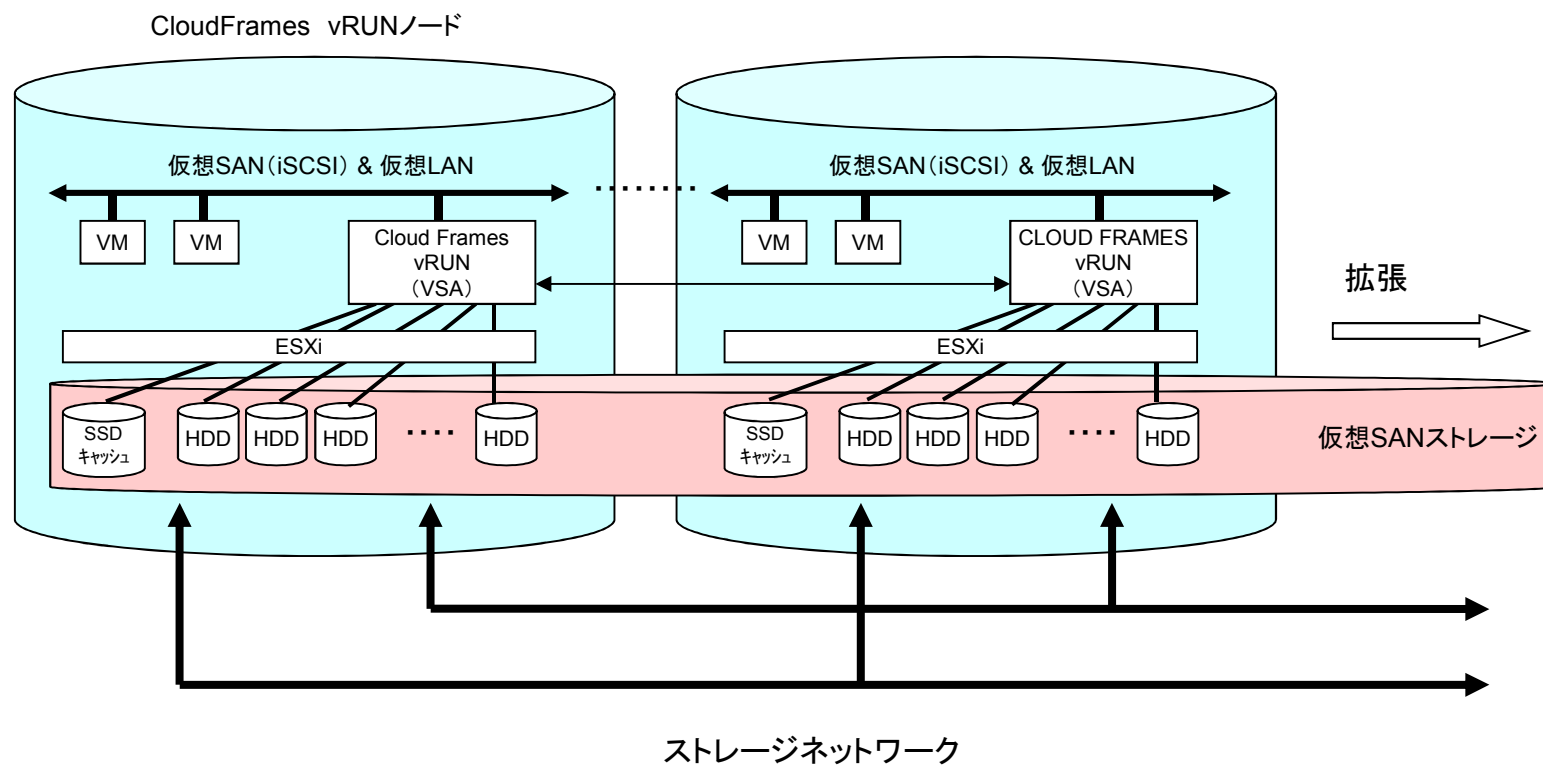 CloudFrames vRUNノード
仮想SAN（iSCSI）& 仮想LAN
VM
VM
Cloud Frames
vRUN
（VSA）
ESXi
SSD
キャッシュ
HDD
HDD
HDD
････
HDD
････････
仮想SAN（iSCSI）& 仮想LAN
VM
VM
CLOUD FRAMES
vRUN
（VSA）
ESXi
SSD
キャッシュ
HDD
HDD
HDD
････
HDD
拡張
仮想SANストレージ
ストレージネットワーク